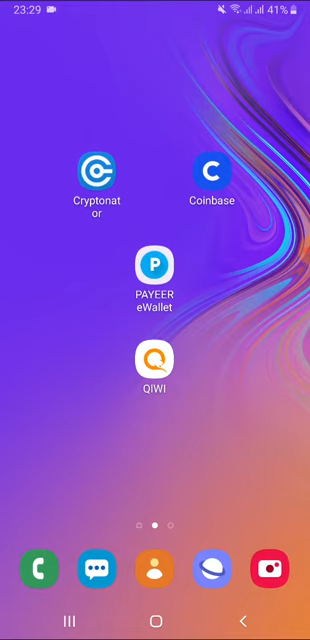 23:29
41%
Cryptonat
or
Coinbase
P
PAYEER
eWallet
QIWI